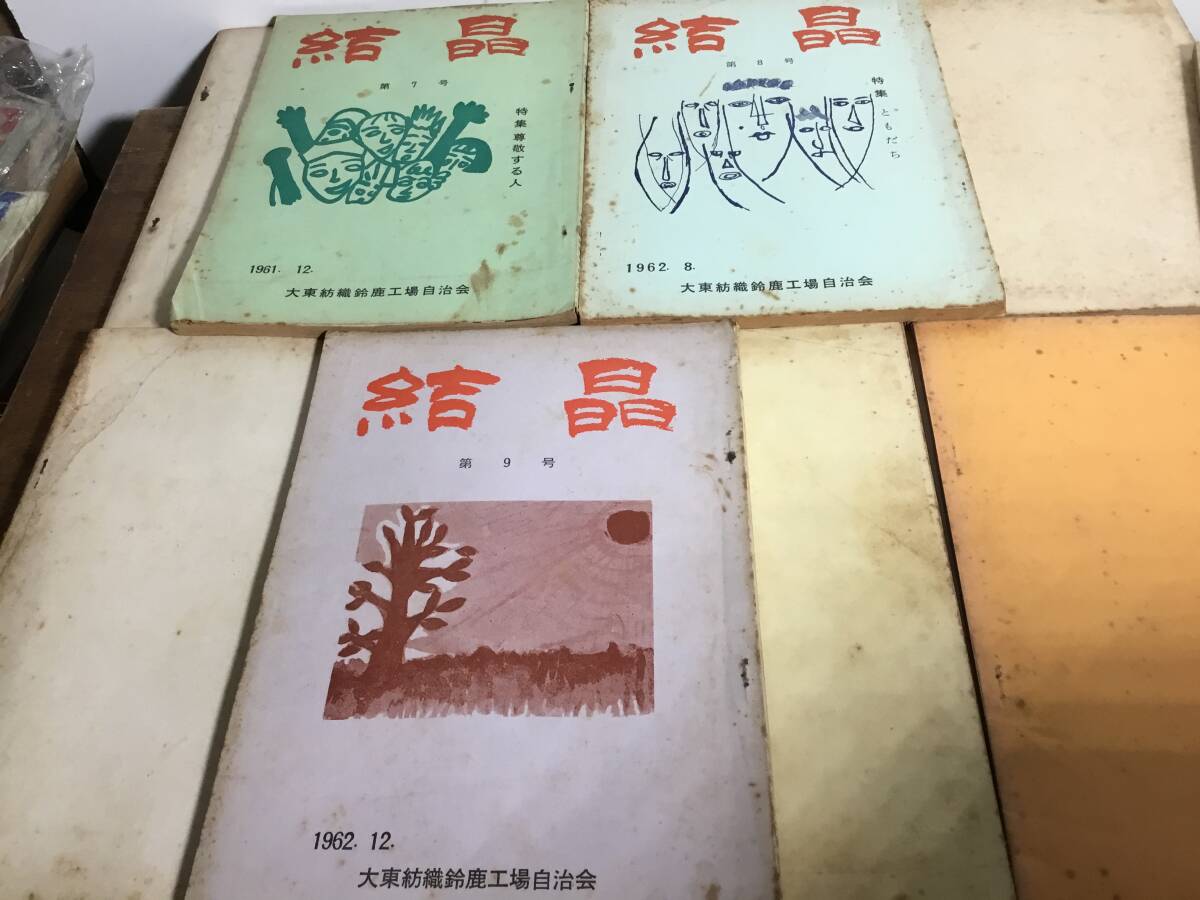 結晶
第7号
特集 尊敬する人
1961. 12.
大東紡織鈴鹿工場自治会
結晶
第8号
特集 ともだち
1962. 8.
大東紡織鈴鹿工場自治会
結晶
第9号
1962. 12.
大東紡織鈴鹿工場自治会